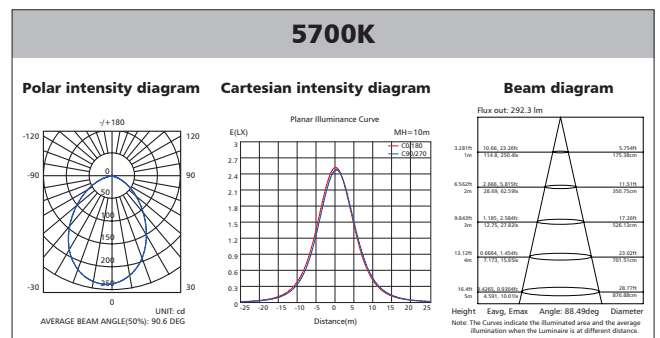 5700K
Polar intensity diagram
Cartesian intensity diagram
Beam diagram
-/+180
-120
120
-90
90
-30
30
0
0
50
100
150
200
250
UNIT: cd
AVERAGE BEAM ANGLE(50%): 90.6 DEG
Planar Illuminance Curve
E(LX)
MH=10m
C0/180
C90/270
3
2.7
2.4
2.1
1.8
1.5
1.2
0.9
0.6
0.3
0
-25 -20 -15 -10 -5 0 5 10 15 20 25
Distance(m)
Flux out: 292.3 lm
3.281ft 10.66, 23.26fc 5.754ft
1m 114.8, 250.4lx 175.38cm
6.562ft 2.666, 5.815fc 11.51ft
2m 28.69, 62.59lx 350.75cm
9.843ft 1.185, 2.584fc 17.26ft
3m 12.75, 27.82lx 526.13cm
13.12ft 0.6664, 1.454fc 23.02ft
4m 7.173, 15.65lx 701.51cm
16.4ft 0.4265, 0.9304fc 28.77ft
5m 4.591, 10.01lx 876.88cm
Height Eavg, Emax Angle: 88.49deg Diameter
Note: The Curves indicate the illuminated area and the average
illumination when the Luminaire is at different distance.